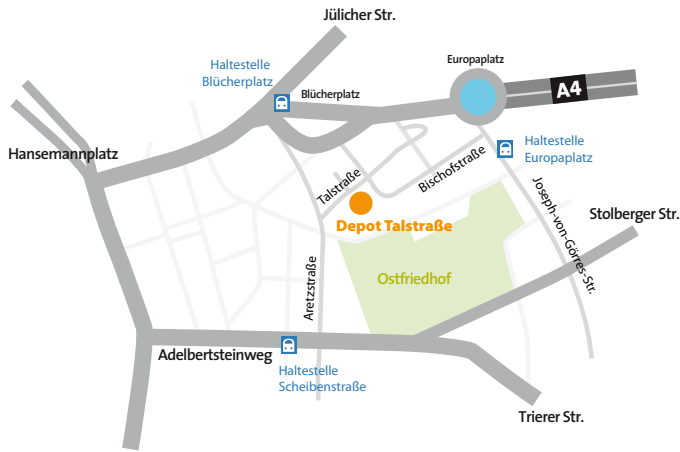 Jülicher Str.
Europaplatz
Haltestelle
Blücherplatz
Blücherplatz
A4
Hansemannplatz
Haltestelle
Europaplatz
Talstraße
Bischofstraße
Joseph-von-Görres-Str.
Stolberger Str.
Depot Talstraße
Aretzstraße
Ostfriedhof
Adelbertsteinweg
Haltestelle
Scheibenstraße
Trierer Str.